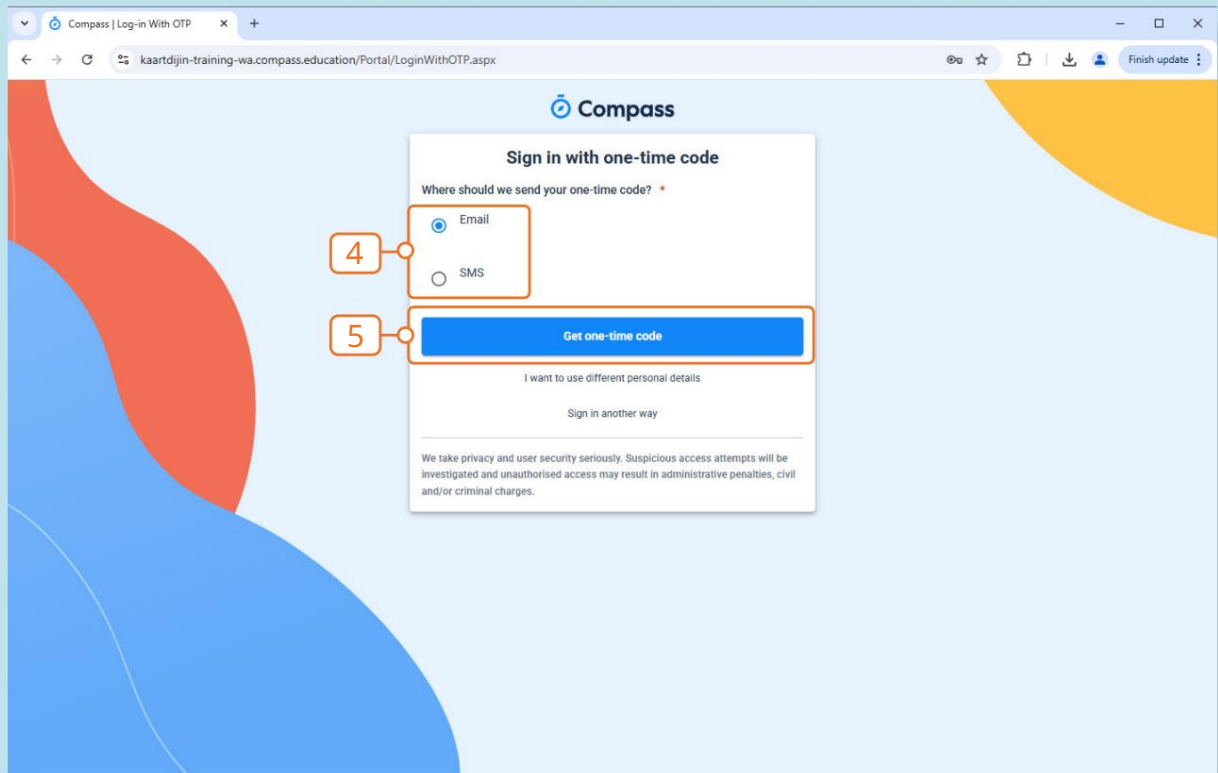 Compass | Log-in With OTP
kaartdijin-training-wa.compass.education/Portal/LoginWithOTP.aspx
Finish update
Compass
Sign in with one-time code
Where should we send your one-time code? *
Email
4
SMS
5
Get one-time code
I want to use different personal details
Sign in another way
We take privacy and user security seriously. Suspicious access attempts will be
investigated and unauthorised access may result in administrative penalties, civil
and/or criminal charges.